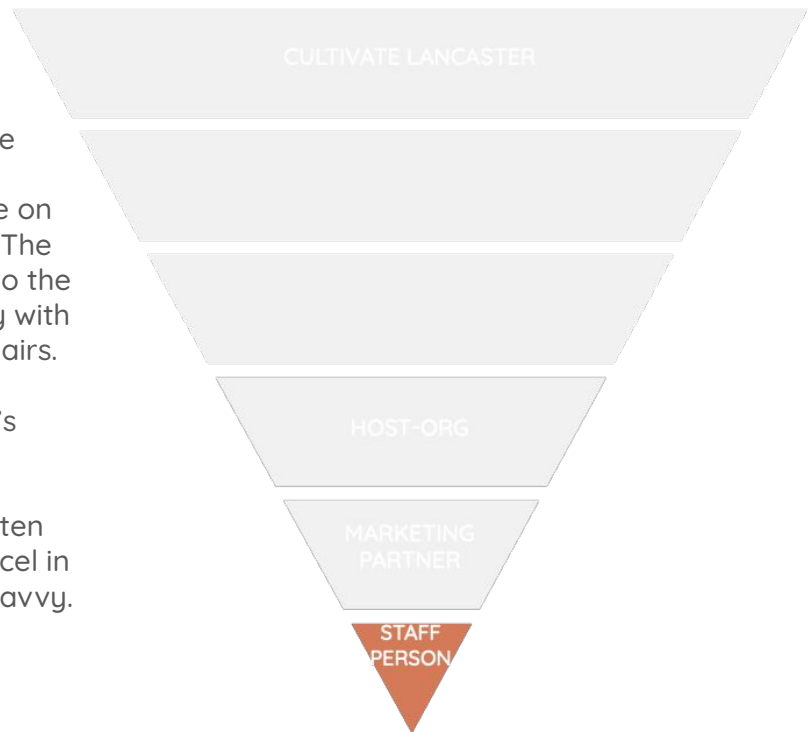 CULTIVATE LANCASTER
e
e on
The
o the
y with
airs.
's
ten
cel in
avvy.
HOST-ORG
MARKETING
PARTNER
STAFF
PERSON